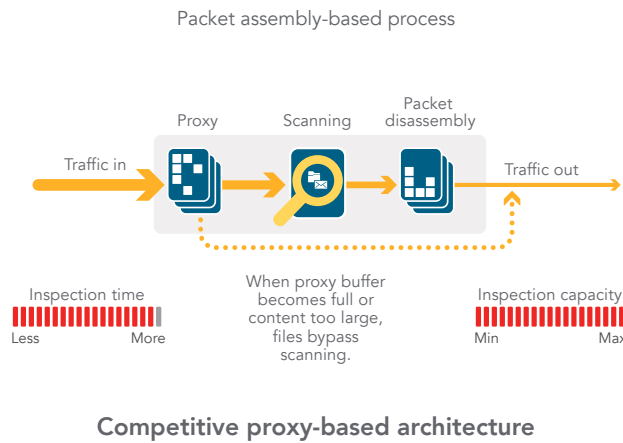 Packet assembly-based process
Proxy
Scanning
Packet
disassembly
Traffic in
Traffic out
When proxy buffer
becomes full or
content too large,
files bypass
scanning.
Inspection time
Less
More
Inspection capacity
Min
Max
Competitive proxy-based architecture